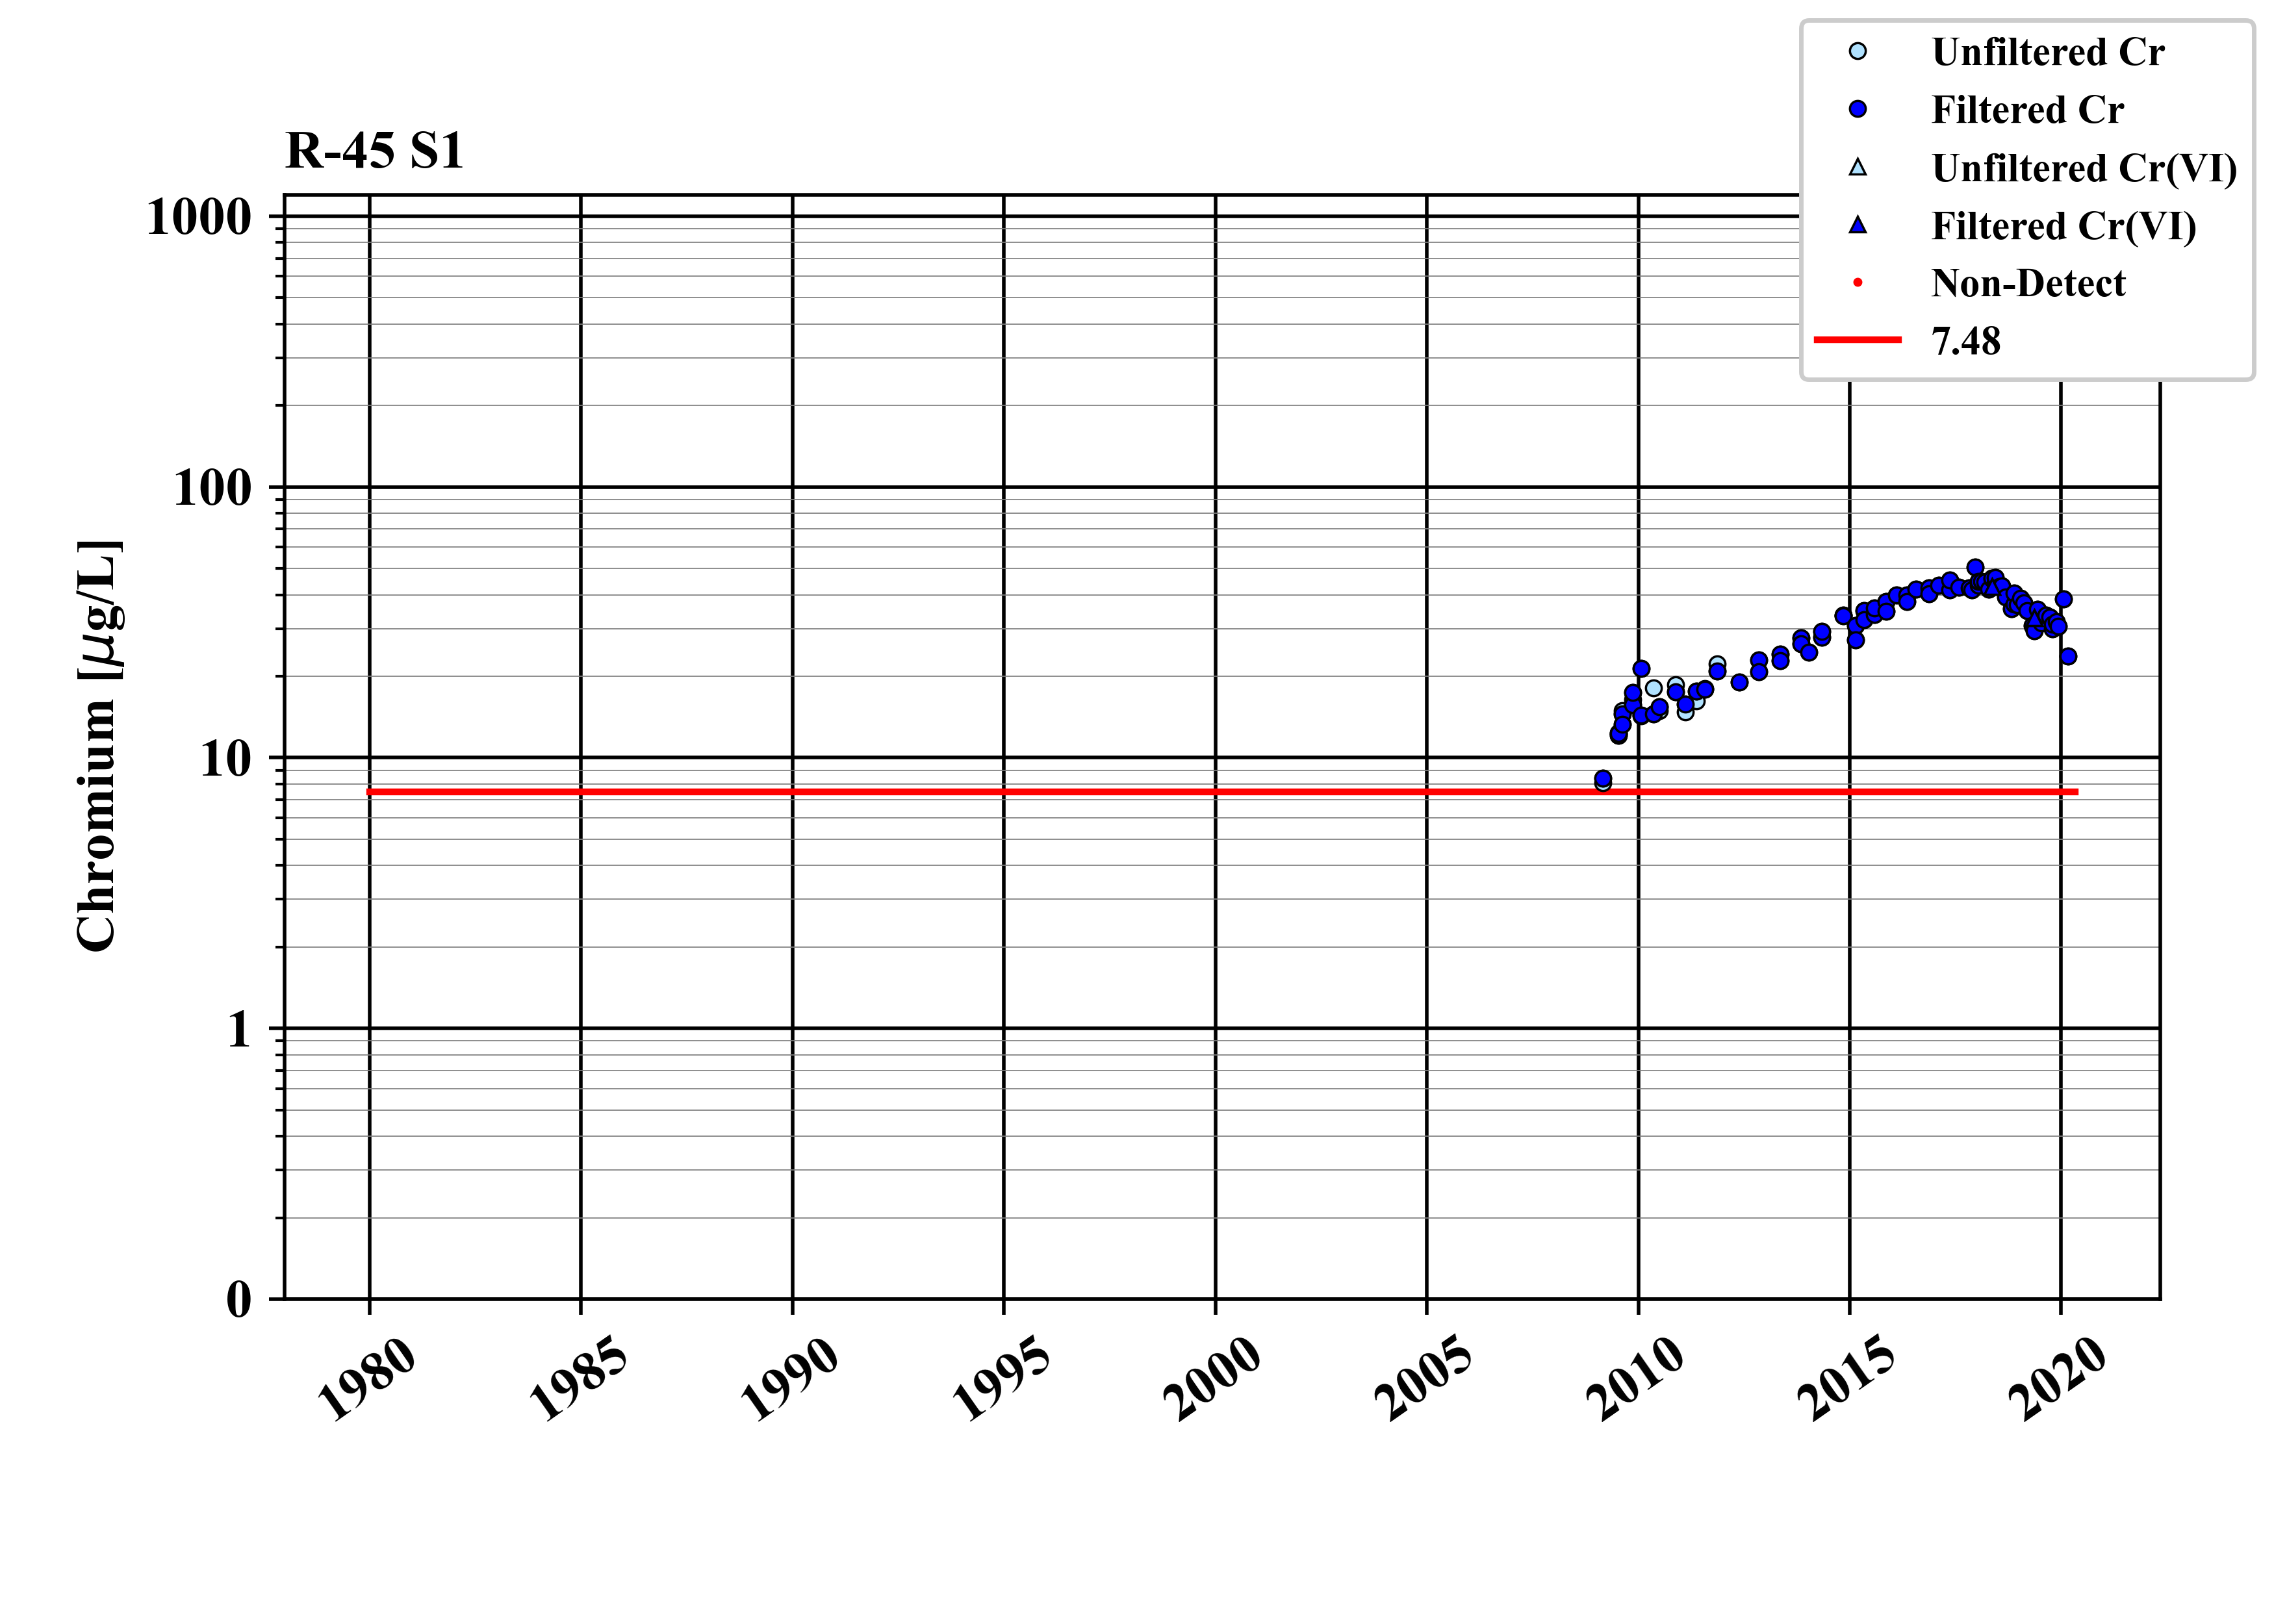 Unfiltered Cr
Filtered Cr
Unfiltered Cr(VI)
Filtered Cr(VI)
Non-Detect
7.48
R-45 S1
1000
100
10
1
0
Chromium [μg/L]
1980
1985
1990
1995
2000
2005
2010
2015
2020